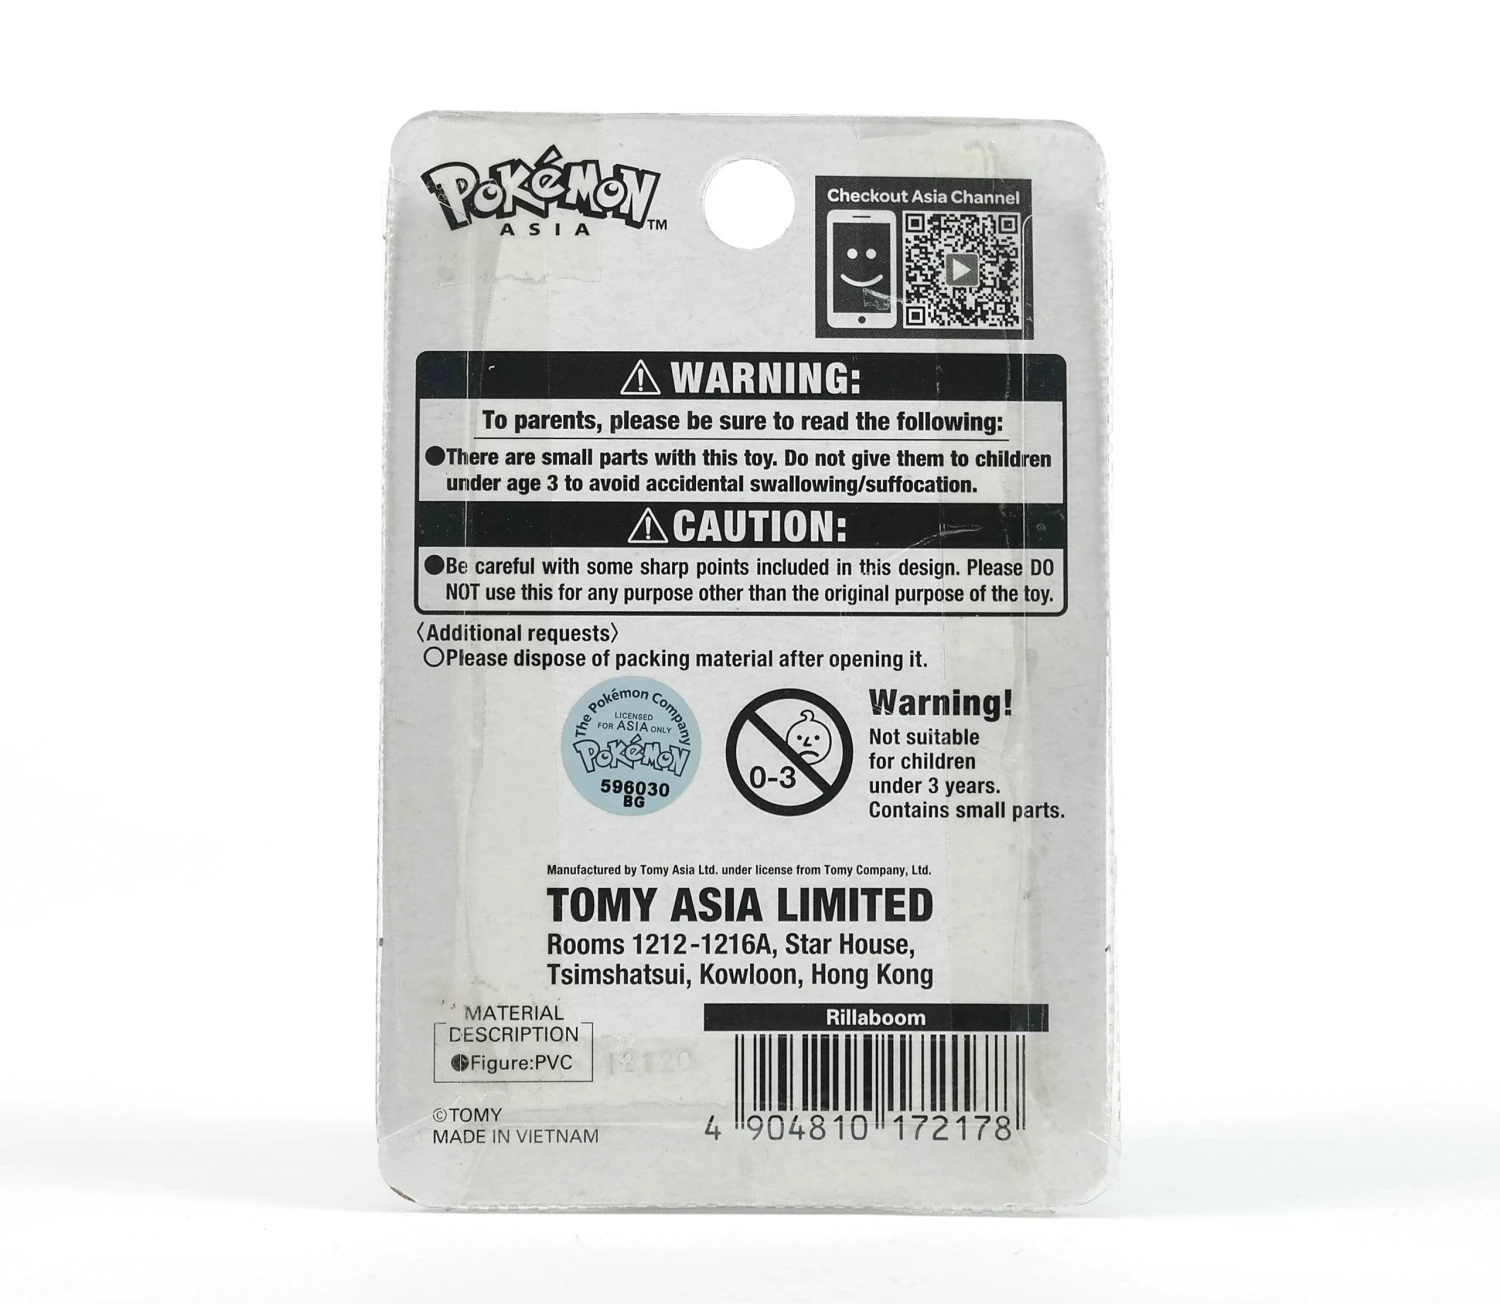 POKéMON™
ASIA
Checkout Asia Channel
⚠ WARNING:
To parents, please be sure to read the following:
●There are small parts with this toy. Do not give them to children
under age 3 to avoid accidental swallowing/suffocation.
⚠ CAUTION:
●Be careful with some sharp points included in this design. Please DO
NOT use this for any purpose other than the original purpose of the toy.
〈Additional requests〉
○Please dispose of packing material after opening it.
The Pokémon Company
LICENSED
FOR ASIA ONLY
POKéMON
596030
BG
0-3
Warning!
Not suitable
for children
under 3 years.
Contains small parts.
Manufactured by Tomy Asia Ltd. under license from Tomy Company, Ltd.
TOMY ASIA LIMITED
Rooms 1212-1216A, Star House,
Tsimshatsui, Kowloon, Hong Kong
MATERIAL
DESCRIPTION
●Figure:PVC
12120
©TOMY
MADE IN VIETNAM
Rillaboom
4 904810 172178